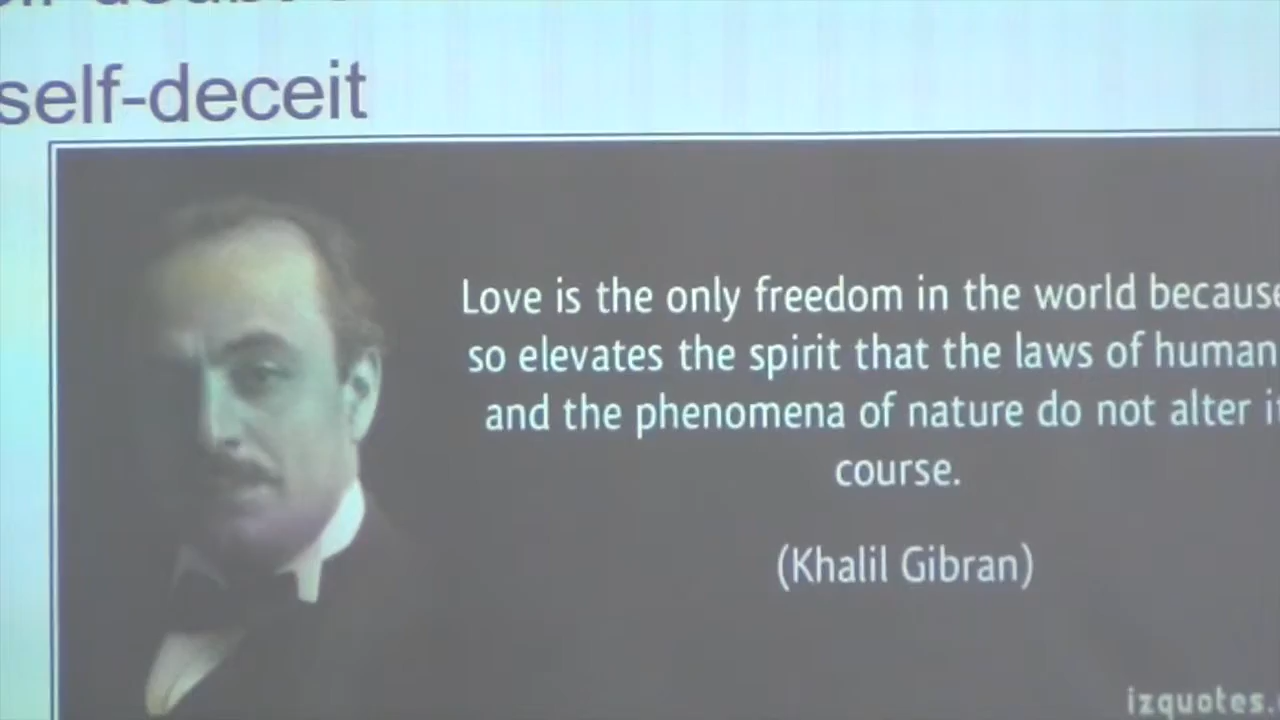 self-deceit
Love is the only freedom in the world because
so elevates the spirit that the laws of human
and the phenomena of nature do not alter
course.
(Khalil Gibran)
izquotes.